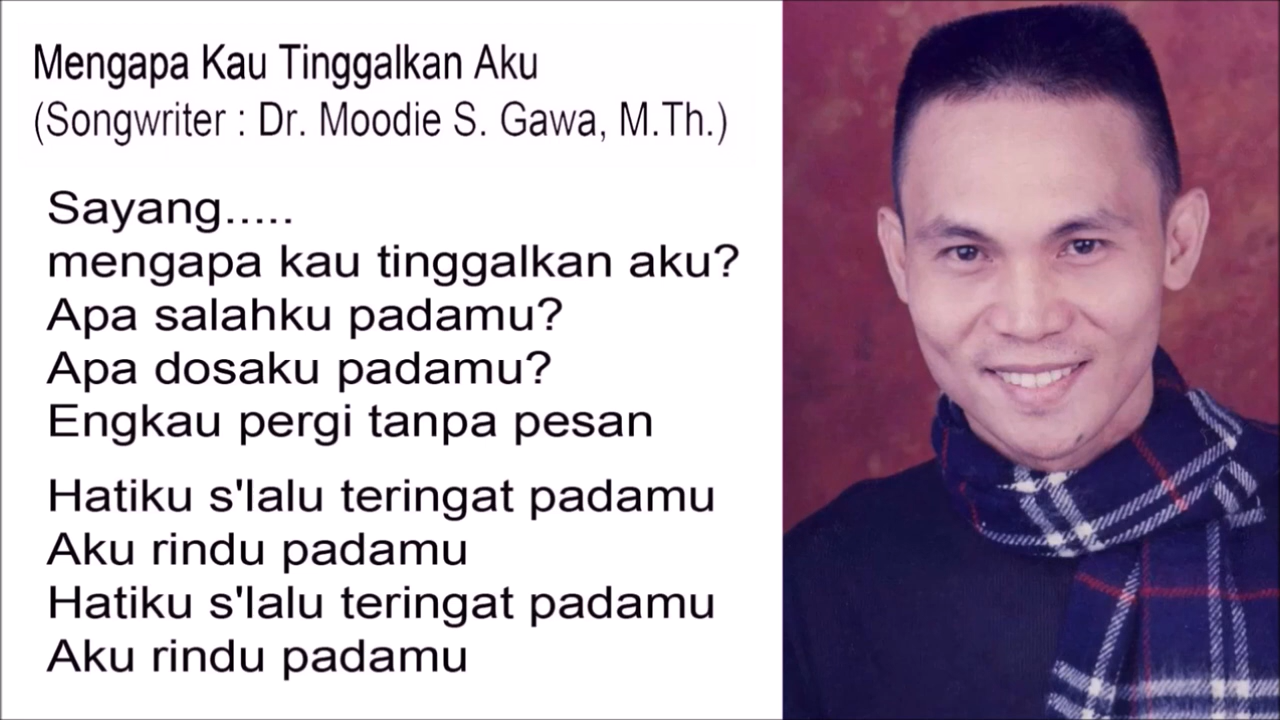 Mengapa Kau Tinggalkan Aku
(Songwriter : Dr. Moodie S. Gawa, M.Th.)
Sayang.....
mengapa kau tinggalkan aku?
Apa salahku padamu?
Apa dosaku padamu?
Engkau pergi tanpa pesan
Hatiku s'lalu teringat padamu
Aku rindu padamu
Hatiku s'lalu teringat padamu
Aku rindu padamu